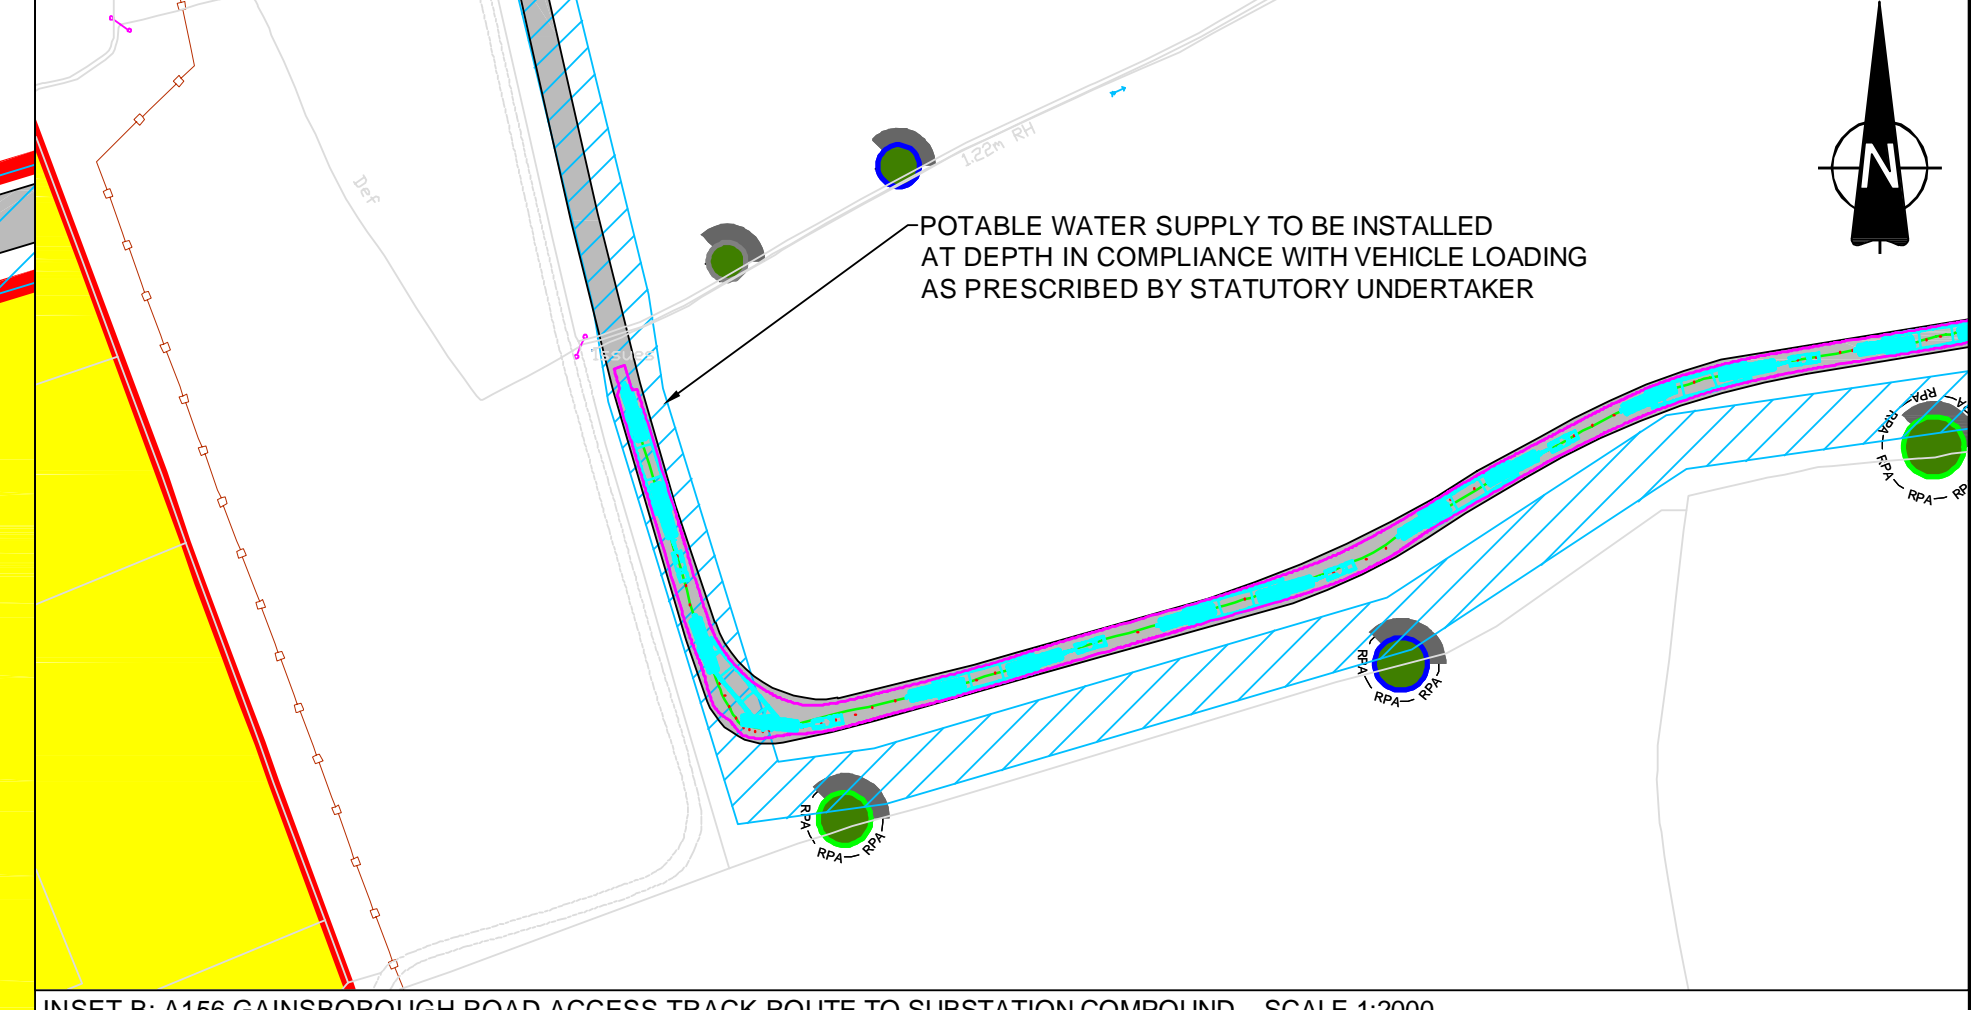 N
1.22m RH
Def
POTABLE WATER SUPPLY TO BE INSTALLED
AT DEPTH IN COMPLIANCE WITH VEHICLE LOADING
AS PRESCRIBED BY STATUTORY UNDERTAKER
Issues
RPA
RPA
RPA
RPA
RPA
RPA
RPA
RPA
RPA
RPA
INSET B: A156 GAINSBOROUGH ROAD ACCESS TRACK ROUTE TO SUBSTATION COMPOUND - SCALE 1:2000